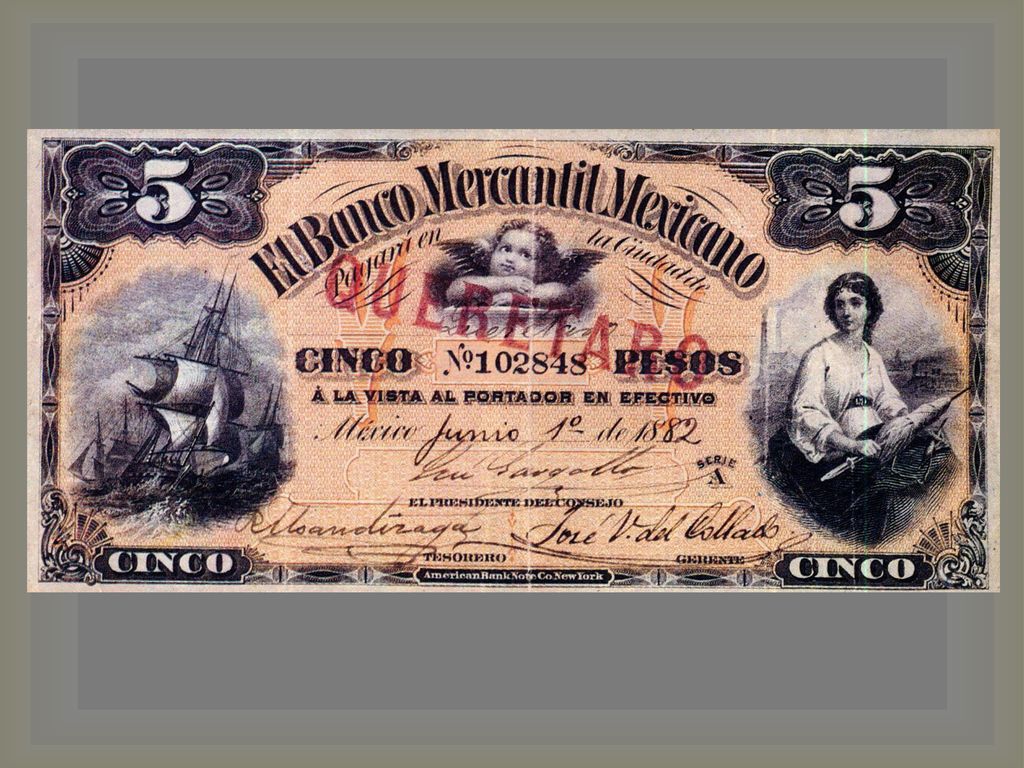 5 5
El Banco Mercantil Mexicano
Pagará en la Ciudad de
QUERETARO
CINCO Nº 102848 PESOS
Á LA VISTA AL PORTADOR EN EFECTIVO
México Junio 1º de 1882
SERIE
A
EL PRESIDENTE DEL CONSEJO
José V. del Collado
TESORERO GERENTE
CINCO CINCO
American Bank Note Co. New York